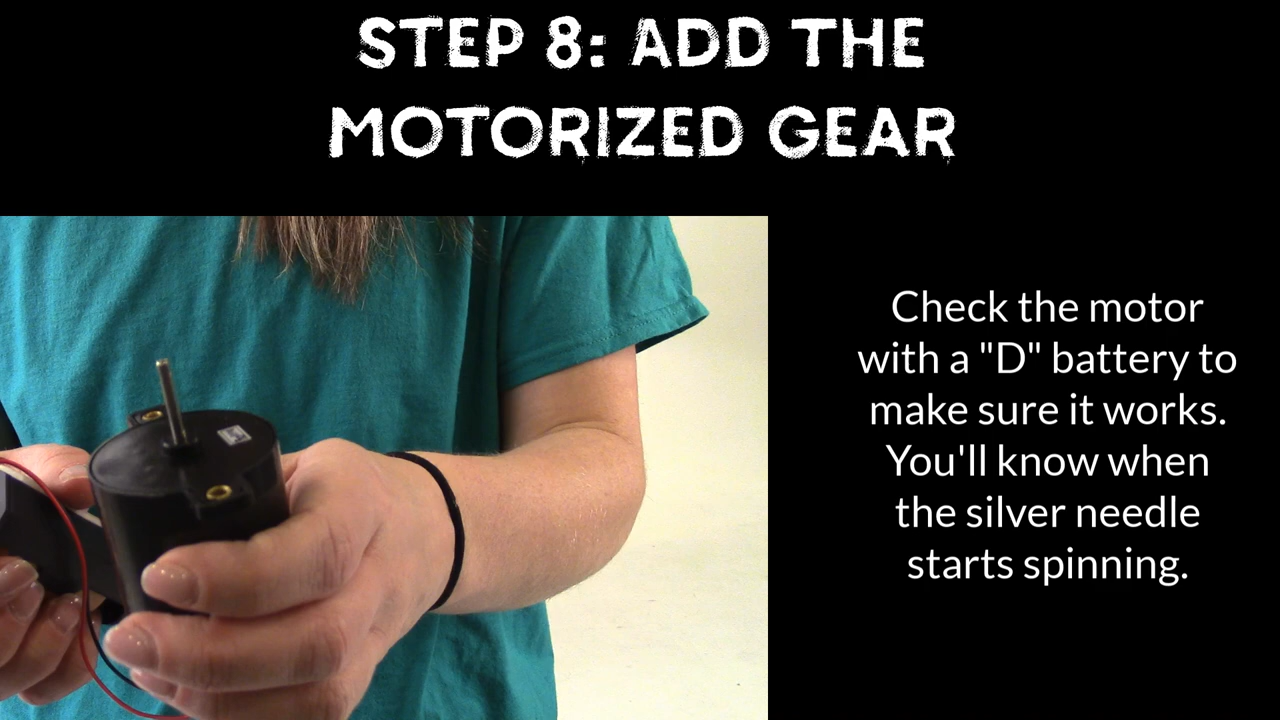 STEP 8: ADD THE
MOTORIZED GEAR
Check the motor
with a "D" battery to
make sure it works.
You'll know when
the silver needle
starts spinning.